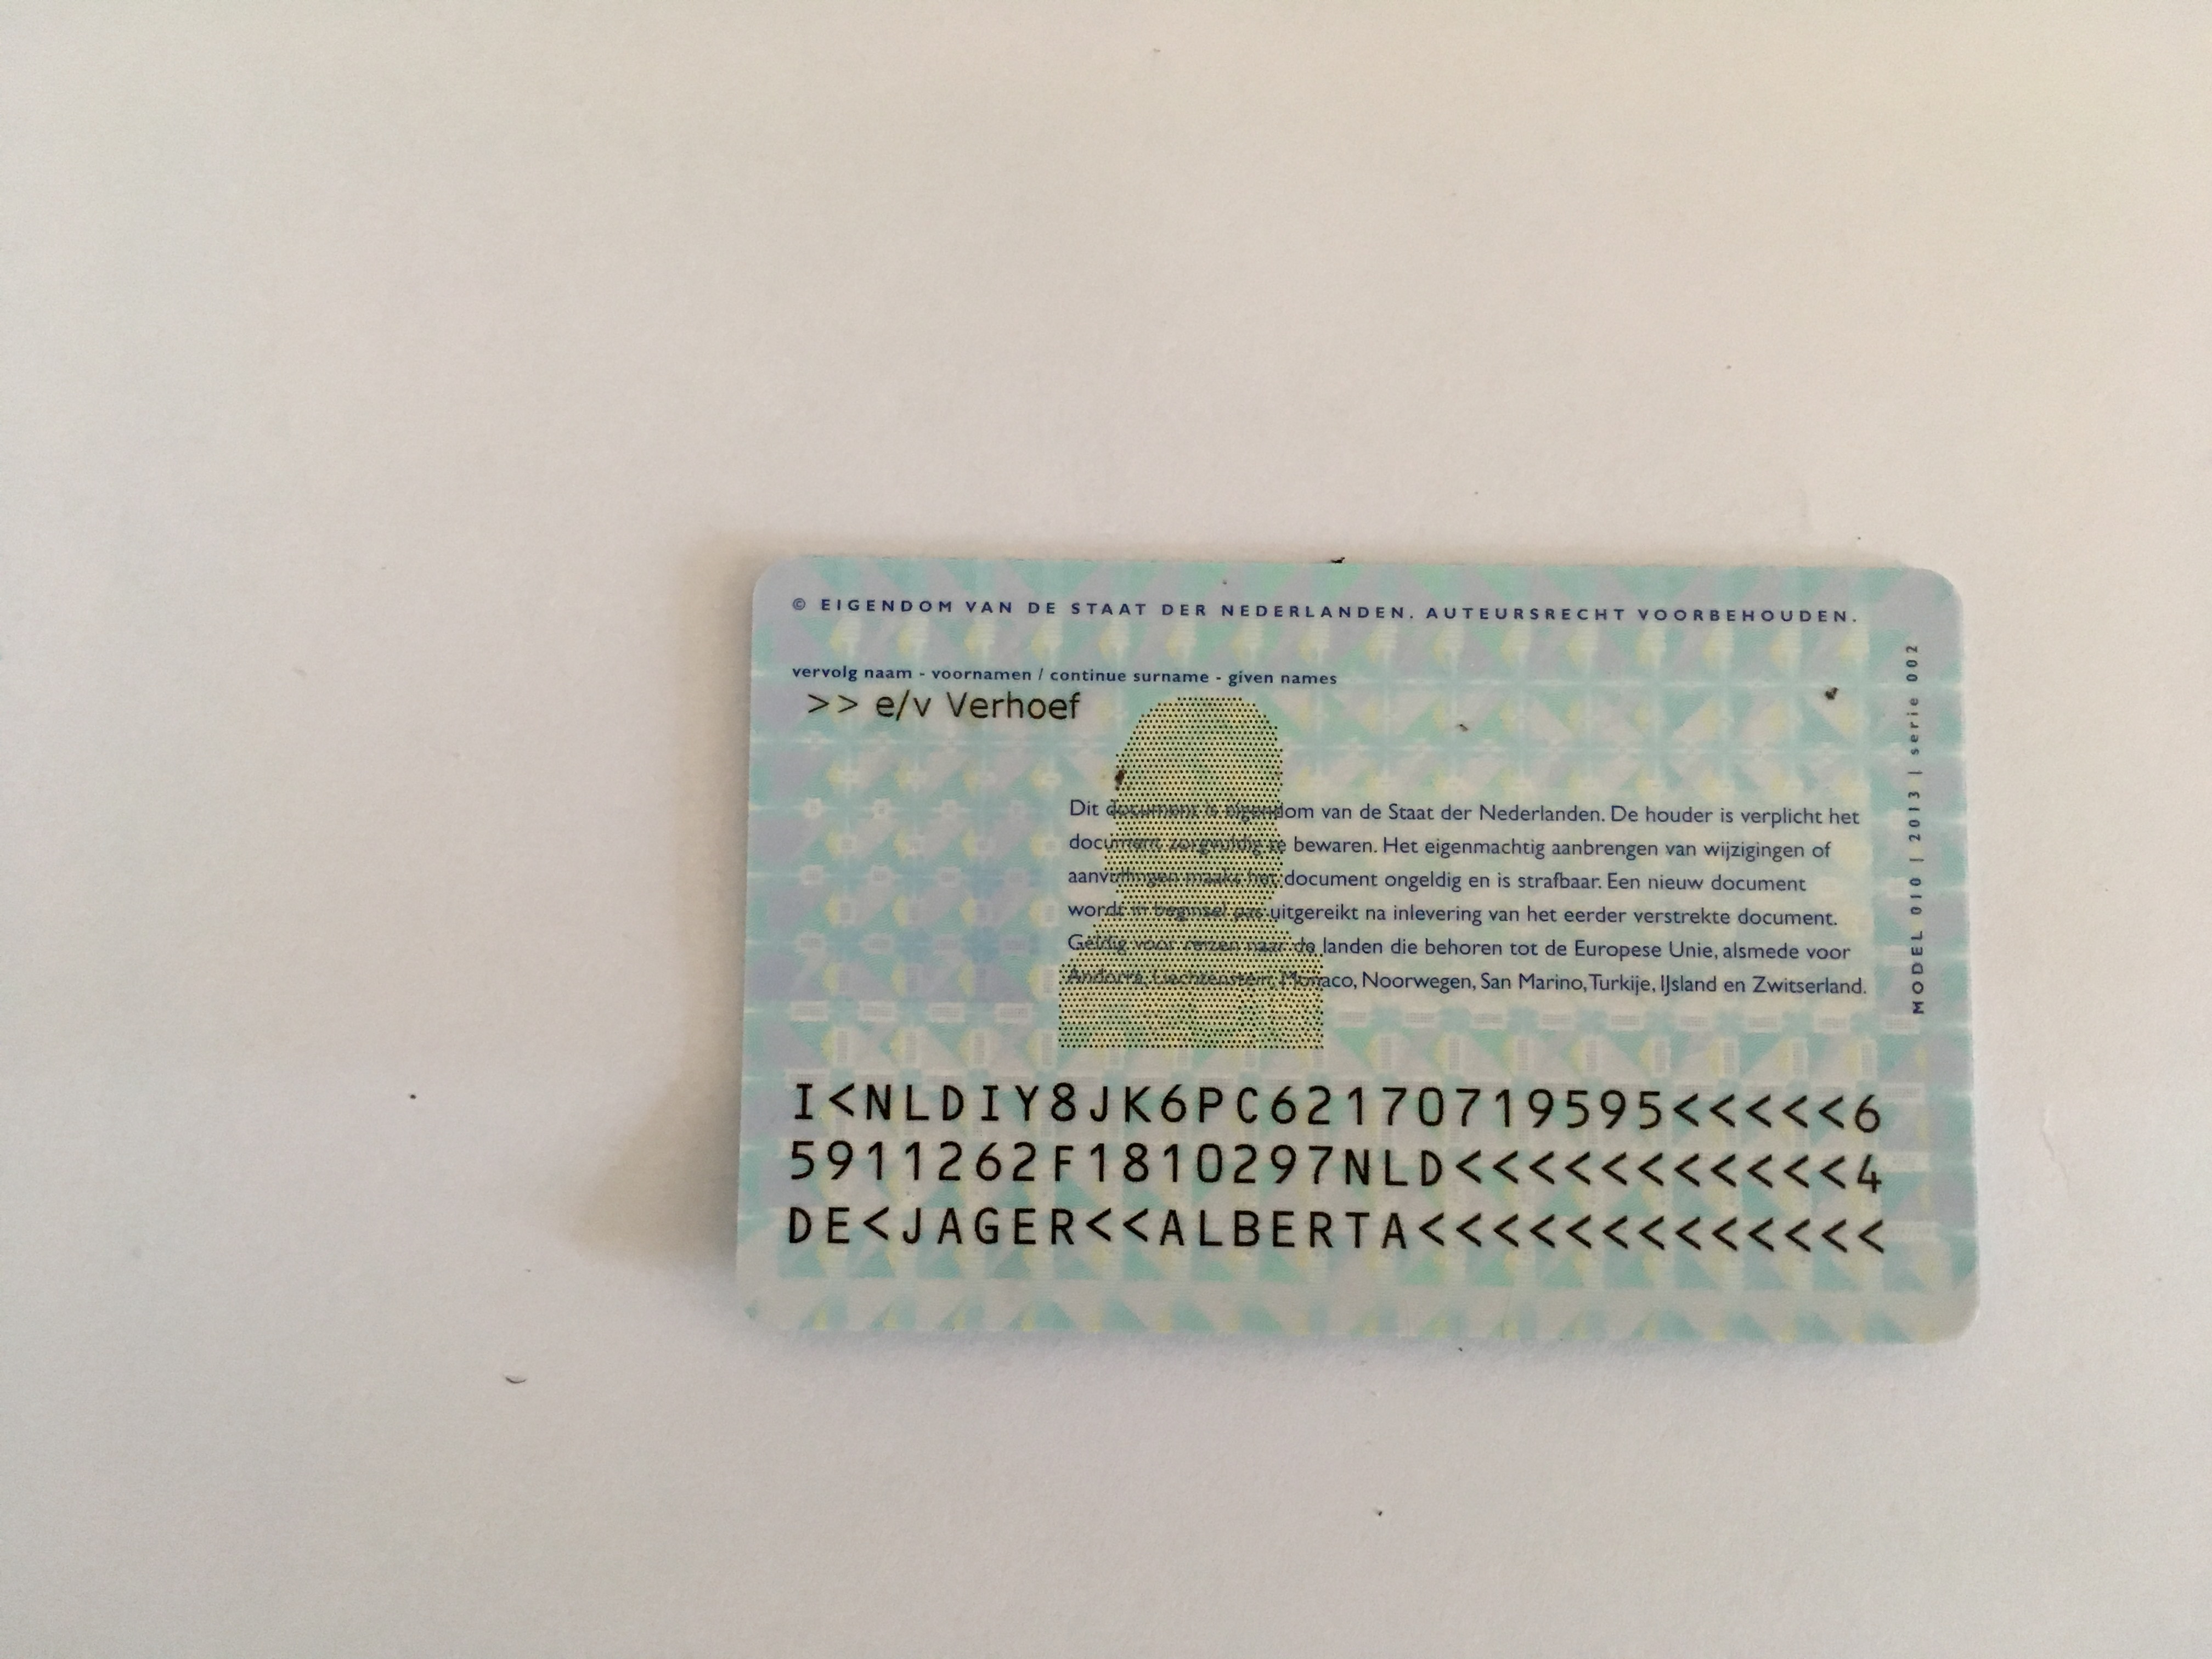 © EIGENDOM VAN DE STAAT DER NEDERLANDEN. AUTEURSRECHT VOORBEHOUDEN.
vervolg naam - voornamen / continue surname - given names
>> e/v Verhoef
Dit document is eigendom van de Staat der Nederlanden. De houder is verplicht het
document zorgvuldig te bewaren. Het eigenmachtig aanbrengen van wijzigingen of
aanvullingen maakt het document ongeldig en is strafbaar. Een nieuw document
wordt in beginsel pas uitgereikt na inlevering van het eerder verstrekte document.
Geldig voor reizen naar de landen die behoren tot de Europese Unie, alsmede voor
Andorra, Liechtenstein, Monaco, Noorwegen, San Marino, Turkije, IJsland en Zwitserland.
MODEL 010 | 2013 | serie 002
I<NLDIY8JK6PC62170719595<<<<<6
5911262F1810297NLD<<<<<<<<<<<4
DE<JAGER<<ALBERTA<<<<<<<<<<<<<